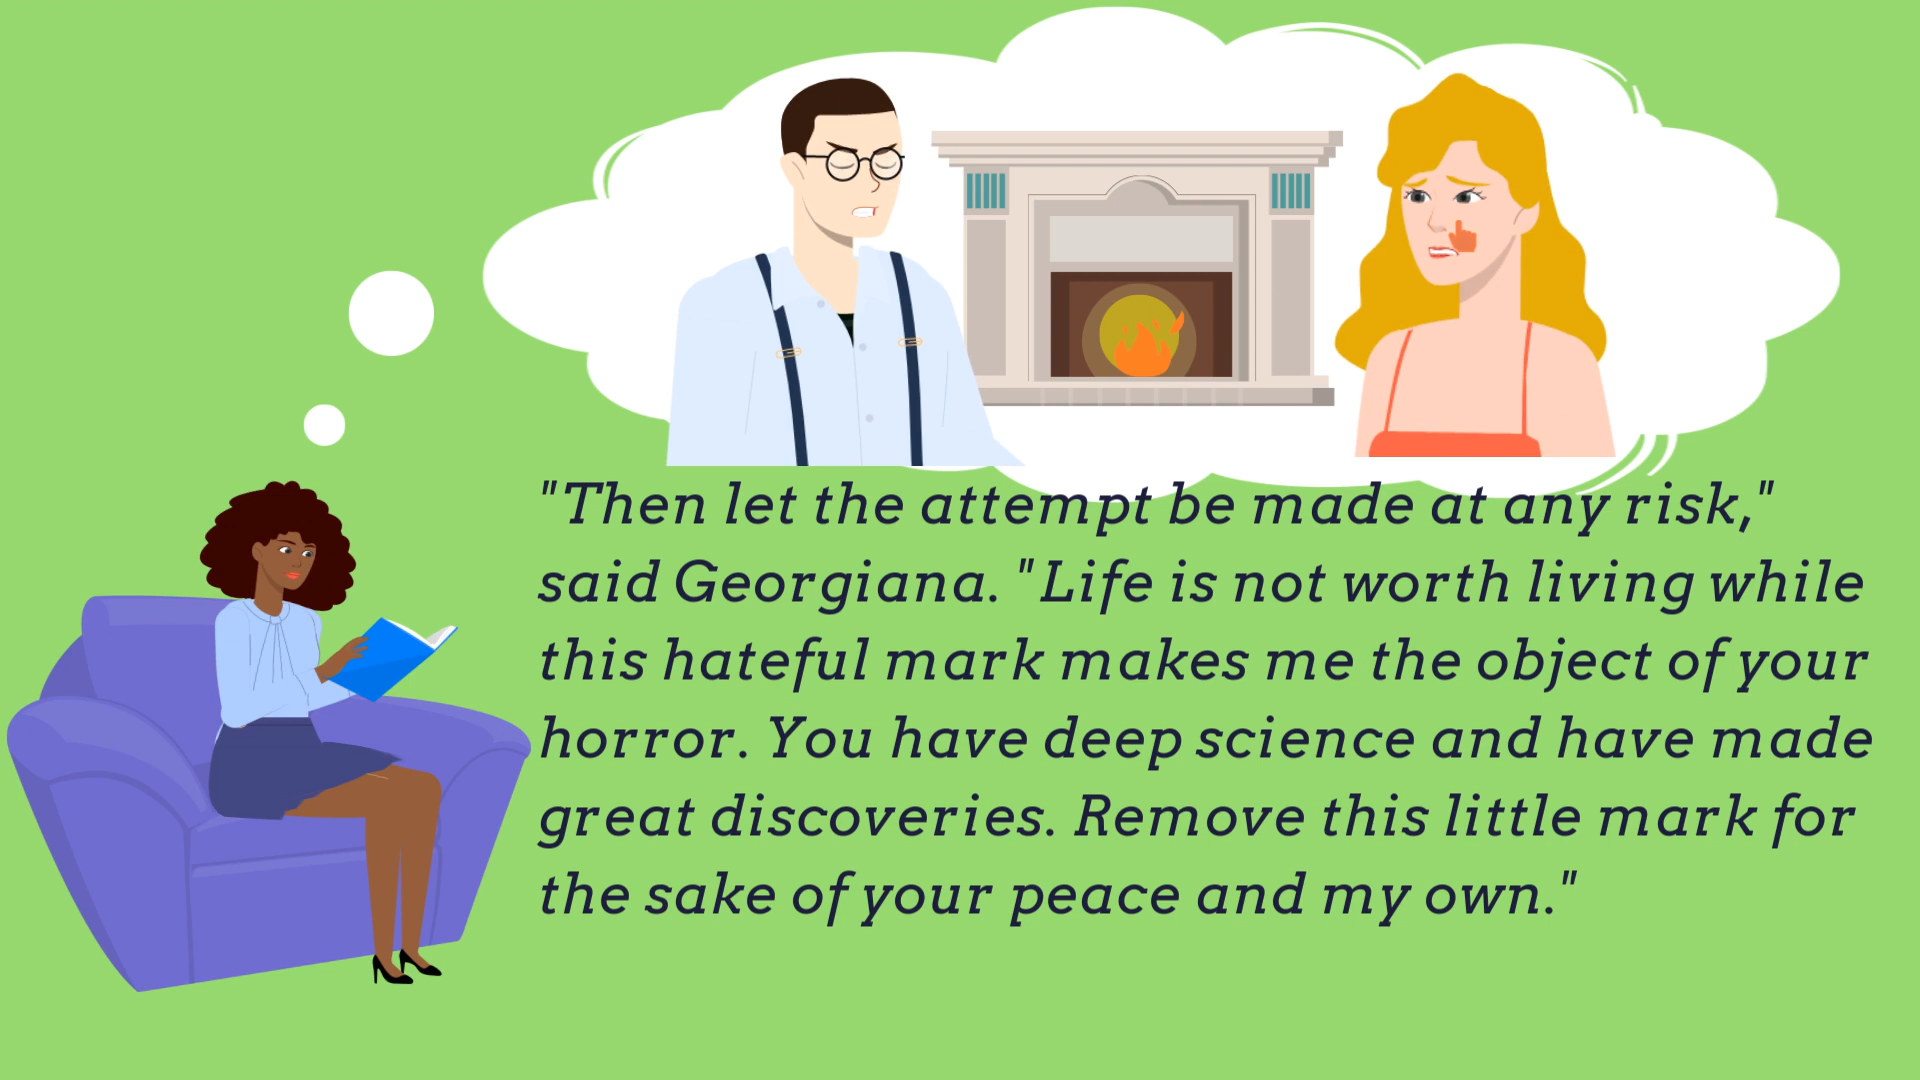 "Then let the attempt be made at any risk,"
said Georgiana. "Life is not worth living while
this hateful mark makes me the object of your
horror. You have deep science and have made
great discoveries. Remove this little mark for
the sake of your peace and my own."